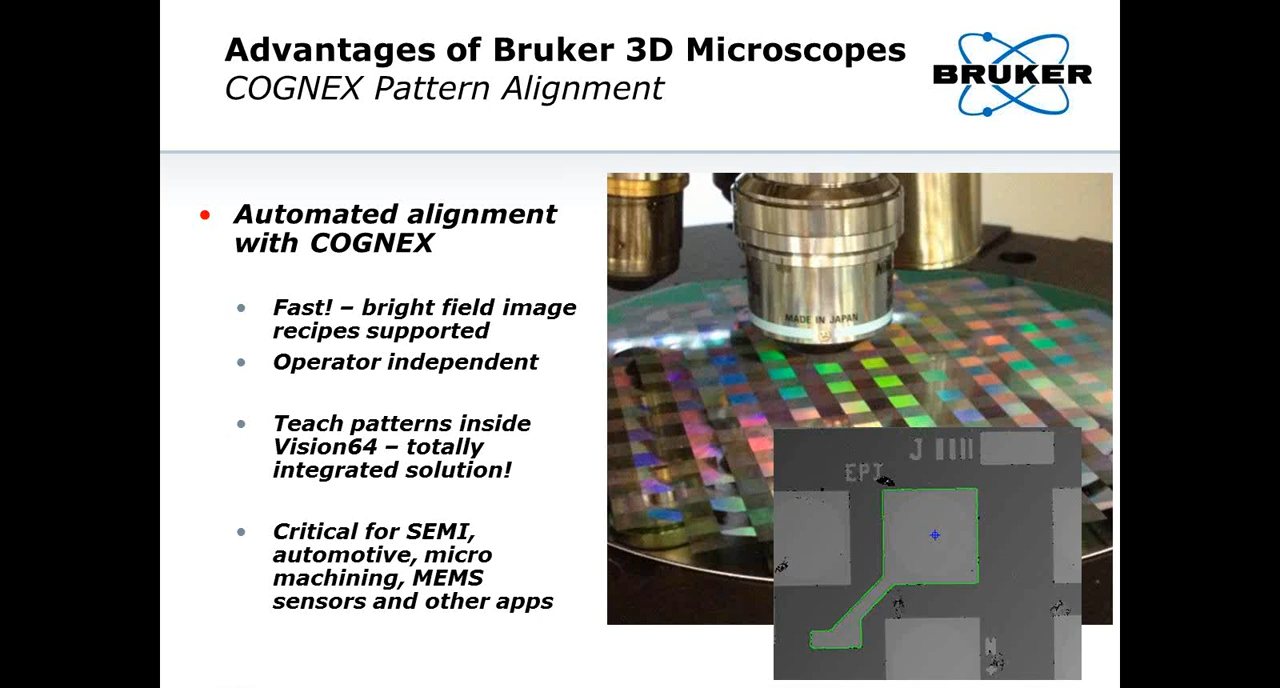 Advantages of Bruker 3D Microscopes
COGNEX Pattern Alignment
BRUKER
Automated alignment
with COGNEX
Fast! – bright field image
recipes supported
Operator independent
Teach patterns inside
Vision64 – totally
integrated solution!
Critical for SEMI,
automotive, micro
machining, MEMS
sensors and other apps
MADE IN JAPAN
J
EPI